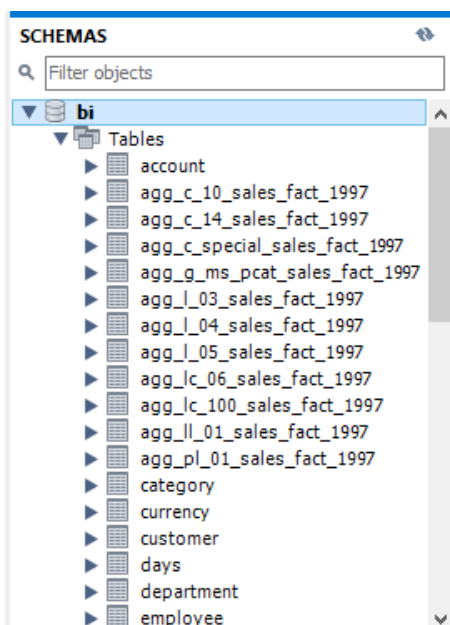 SCHEMAS
Filter objects
bi
Tables
account
agg_c_10_sales_fact_1997
agg_c_14_sales_fact_1997
agg_c_special_sales_fact_1997
agg_g_ms_pcat_sales_fact_1997
agg_l_03_sales_fact_1997
agg_l_04_sales_fact_1997
agg_l_05_sales_fact_1997
agg_lc_06_sales_fact_1997
agg_lc_100_sales_fact_1997
agg_ll_01_sales_fact_1997
agg_pl_01_sales_fact_1997
category
currency
customer
days
department
employee